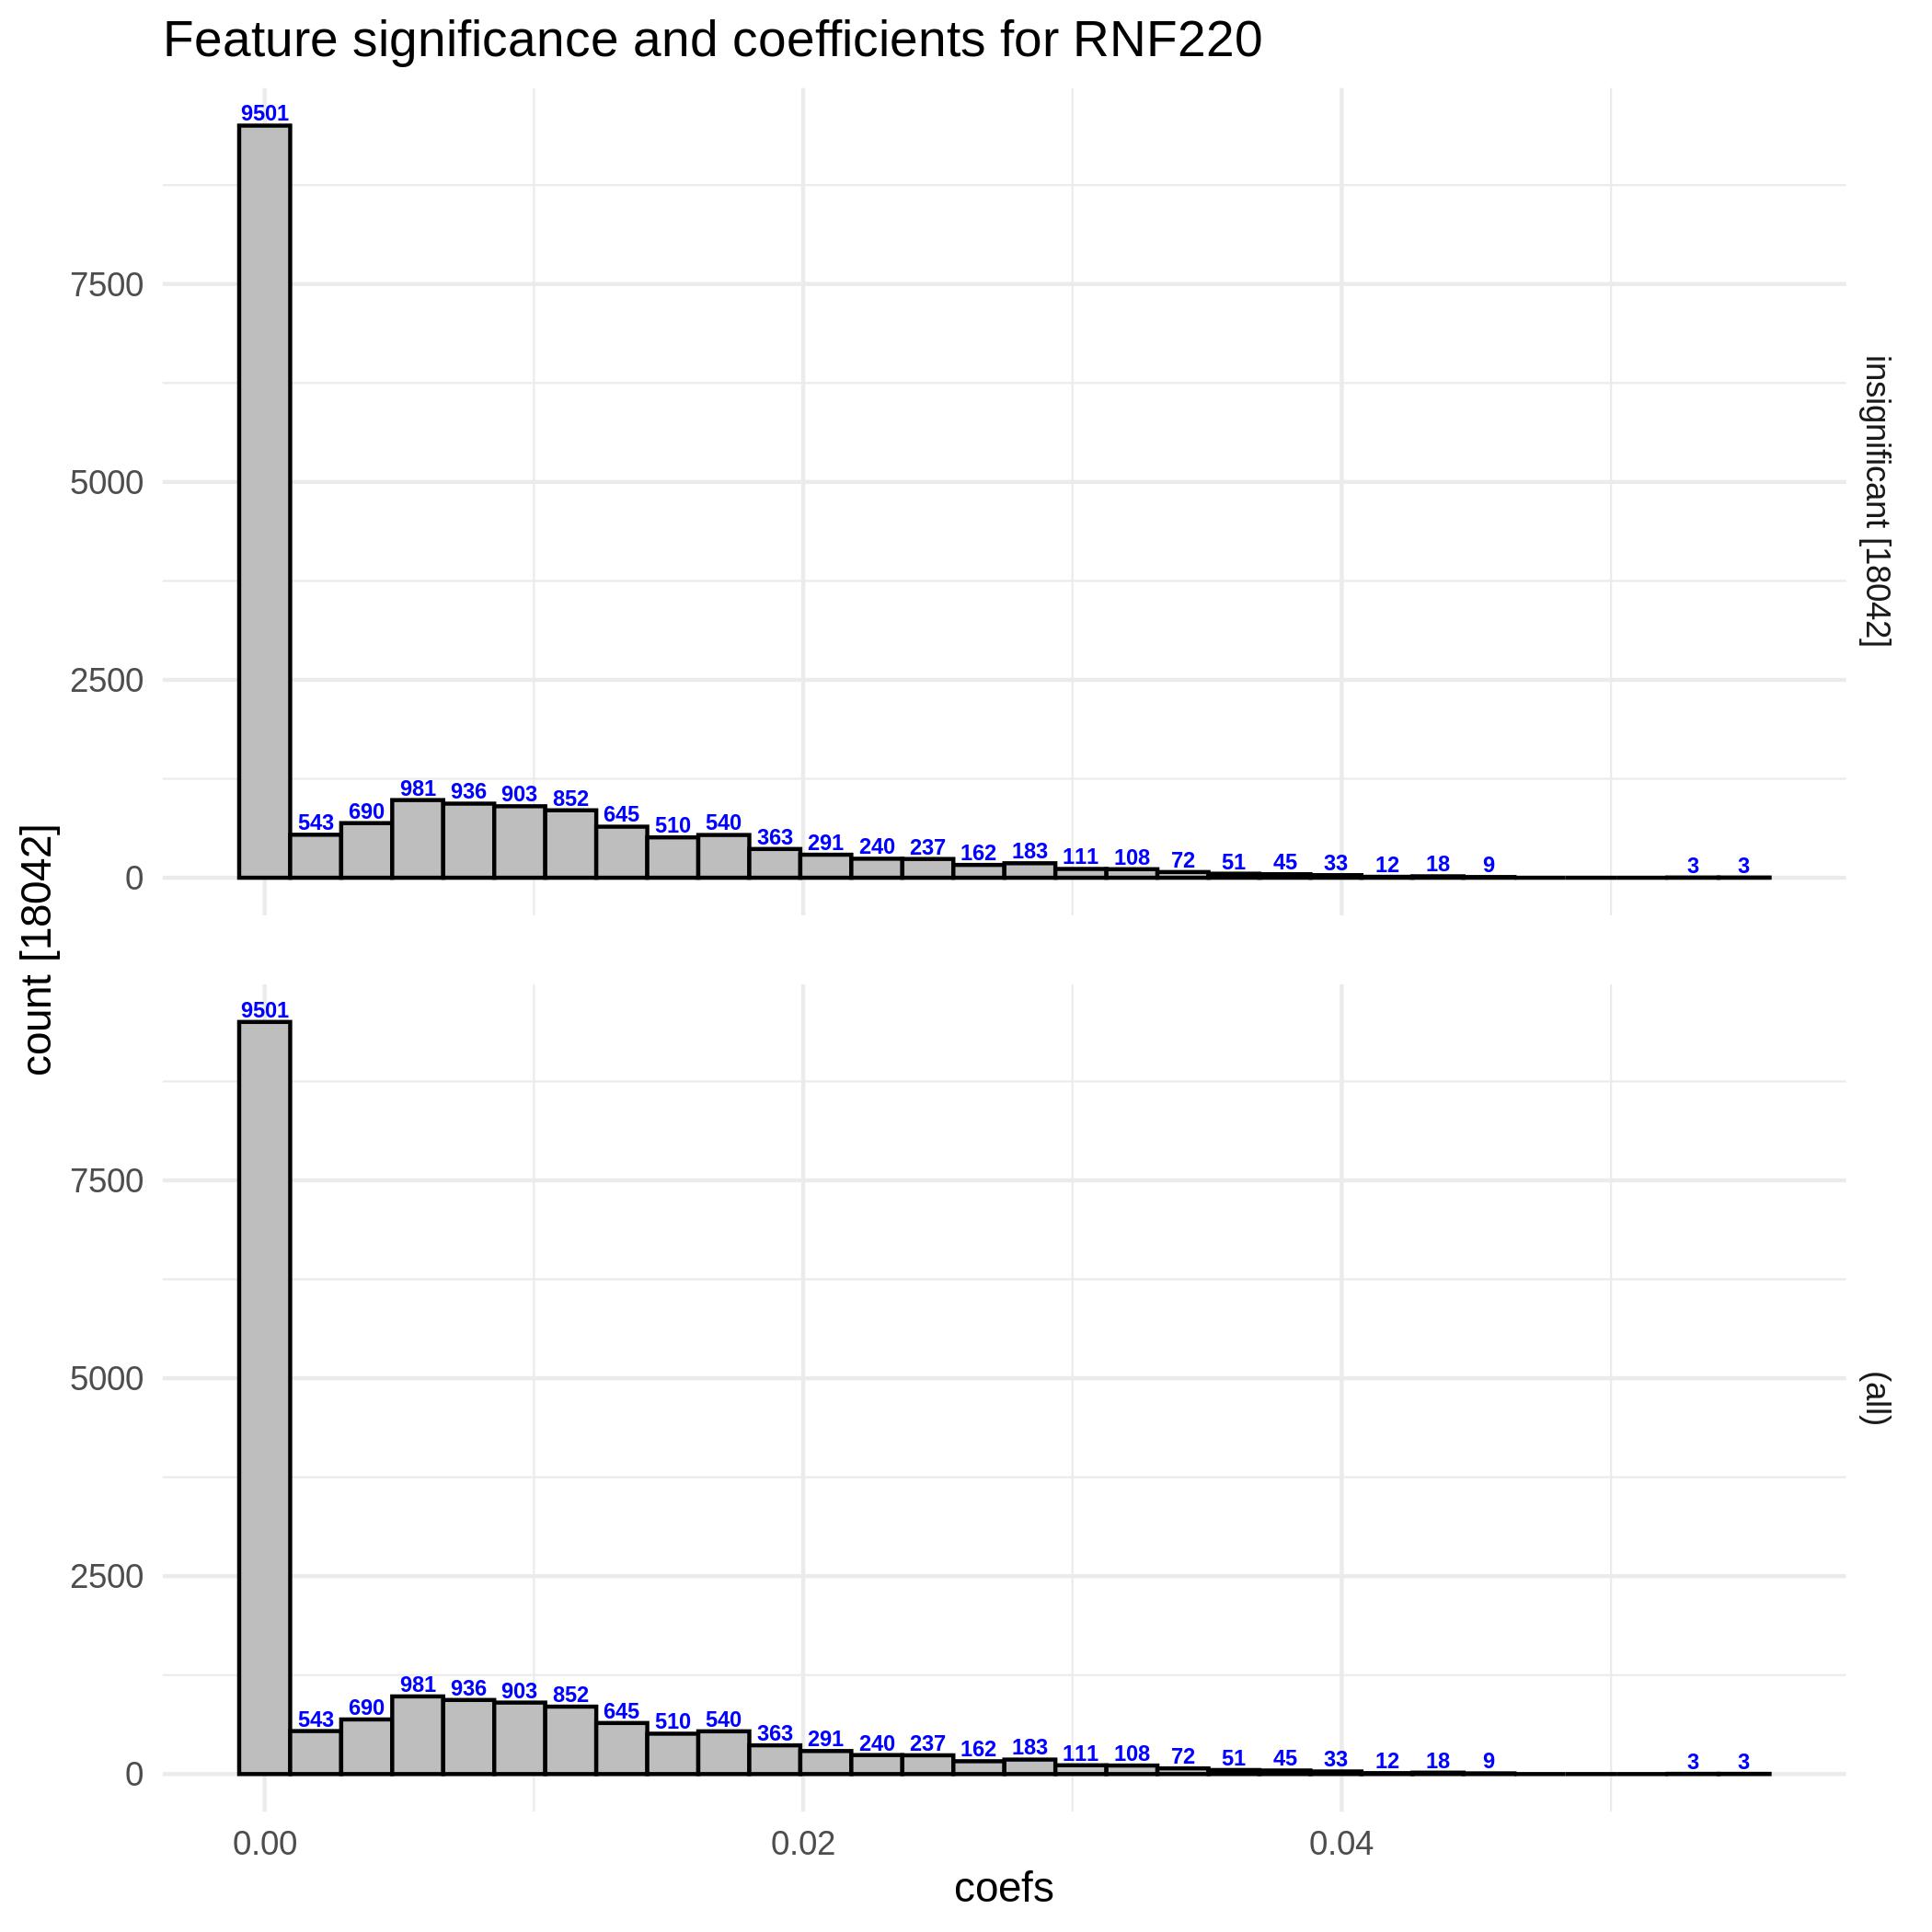 Feature significance and coefficients for RNF220
9501
7500
5000
2500
0
543 690 981 936 903 852 645 510 540 363 291 240 237 162 183 111 108 72 51 45 33 12 18 9 3 3
insignificant [18042]
count [18042]
9501
7500
5000
2500
0
543 690 981 936 903 852 645 510 540 363 291 240 237 162 183 111 108 72 51 45 33 12 18 9 3 3
(all)
0.00 0.02 0.04
coefs